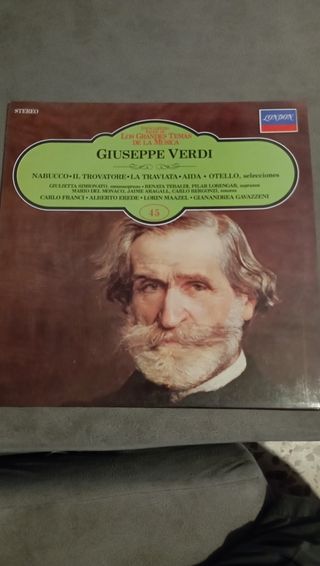 STEREO
LONDON
LOS GRANDES TEMAS
DE LA MUSICA
GIUSEPPE VERDI
NABUCCO • IL TROVATORE • LA TRAVIATA • AIDA • OTELLO, selecciones
GIULIETTA SIMIONATO, mezzosoprano • RENATA TEBALDI, PILAR LORENGAR, sopranos
MARIO DEL MONACO, JAIME ARAGALL, CARLO BERGONZI, tenores
CARLO FRANCI • ALBERTO EREDE • LORIN MAAZEL • GIANANDREA GAVAZZENI
45